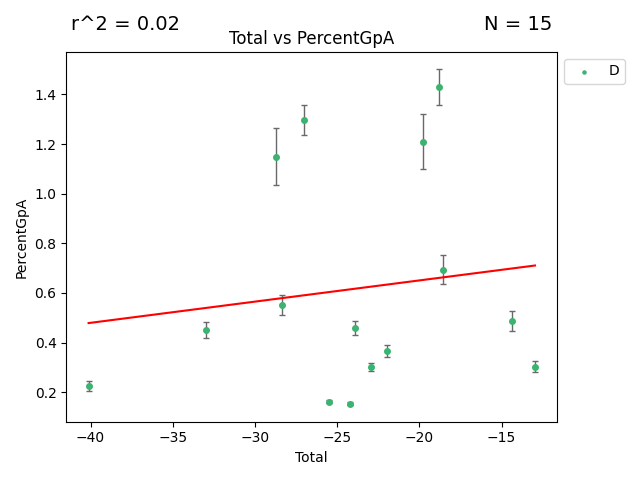 r^2 = 0.02
N = 15
Total vs PercentGpA
D
PercentGpA
1.4
1.2
1.0
0.8
0.6
0.4
0.2
−40
−35
−30
−25
−20
−15
Total